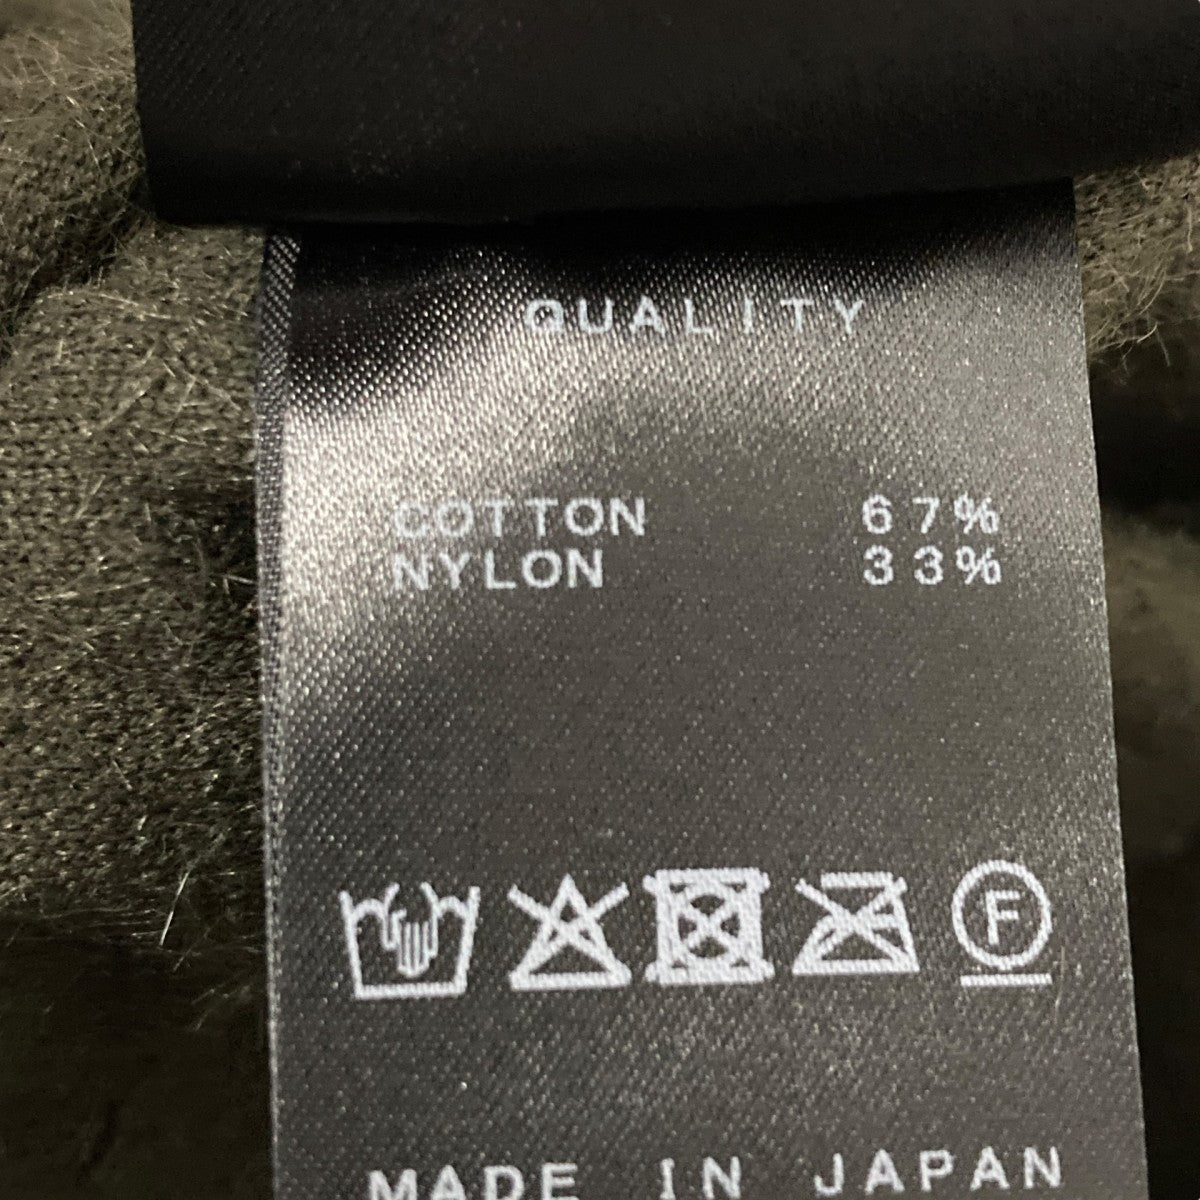 QUALITY
COTTON 67%
NYLON 33%
F
MADE IN JAPAN